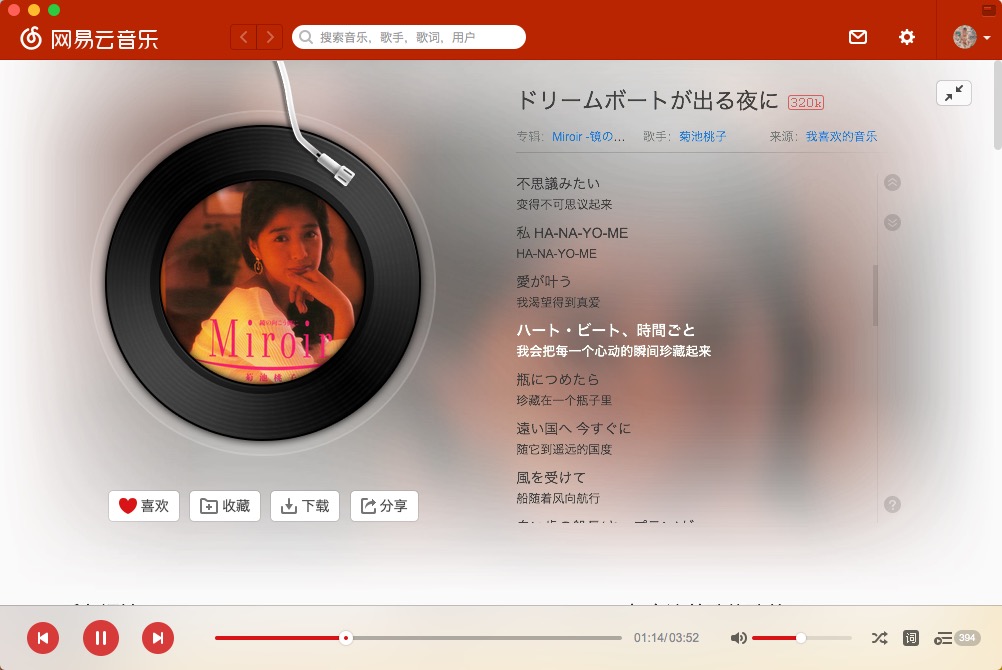 网易云音乐
搜索音乐，歌手，歌词，用户
ドリームボートが出る夜に 320k
专辑： Miroir -镜の... 歌手： 菊池桃子 来源： 我喜欢的音乐
不思議みたい
变得不可思议起来
私 HA-NA-YO-ME
HA-NA-YO-ME
愛が叶う
我渴望得到真爱
ハート・ビート、時間ごと
我会把每一个心动的瞬间珍藏起来
瓶につめたら
珍藏在一个瓶子里
遠い国へ 今すぐに
随它到遥远的国度
風を受けて
船随着风向航行
Miroir
菊池桃子
喜欢
收藏
下载
分享
?
01:14/03:52
词
394